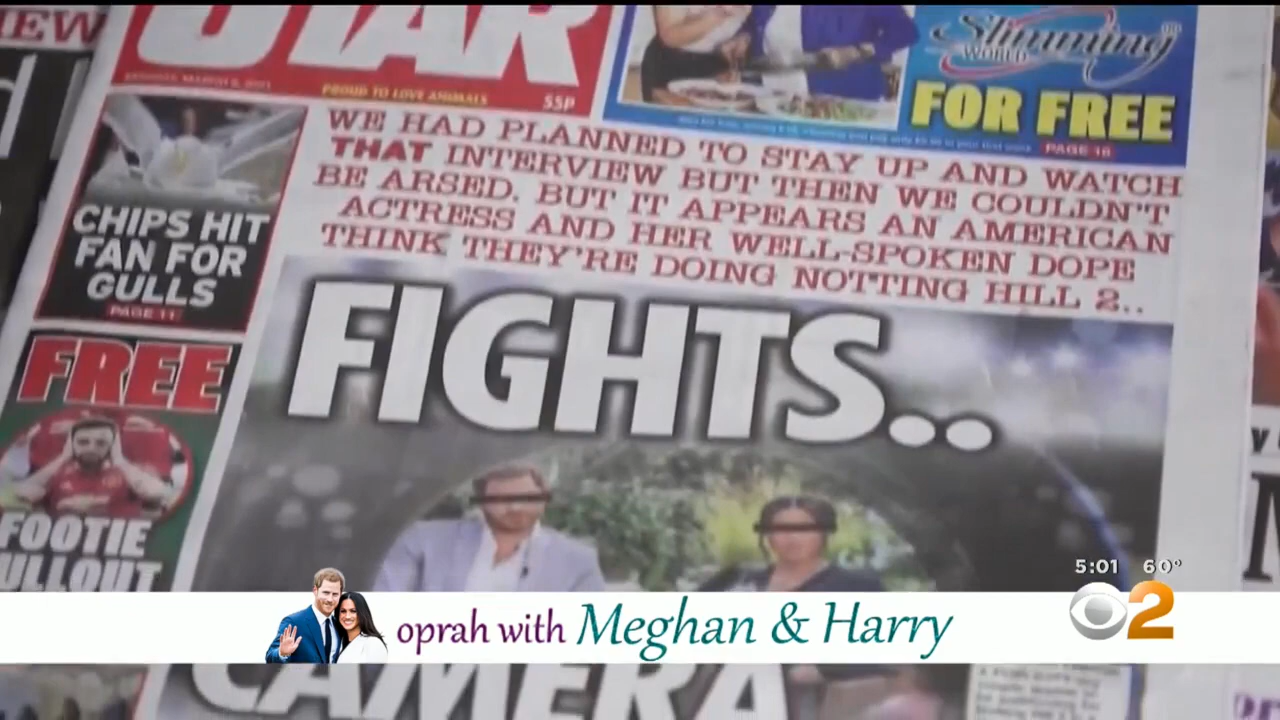 IEW
STAR
PROUD TO LOVE ANIMALS
55P
Slimming
WORLD
FOR FREE
PAGE 16
WE HAD PLANNED TO STAY UP AND WATCH
THAT INTERVIEW BUT THEN WE COULDN'T
BE ARSED. BUT IT APPEARS AN AMERICAN
ACTRESS AND HER WELL-SPOKEN DOPE
THINK THEY'RE DOING NOTTING HILL 2..
CHIPS HIT
FAN FOR
GULLS
PAGE 11
FIGHTS..
FREE
FOOTIE
ULLOUT
5:01 60°
oprah with Meghan & Harry
2
CAMERA